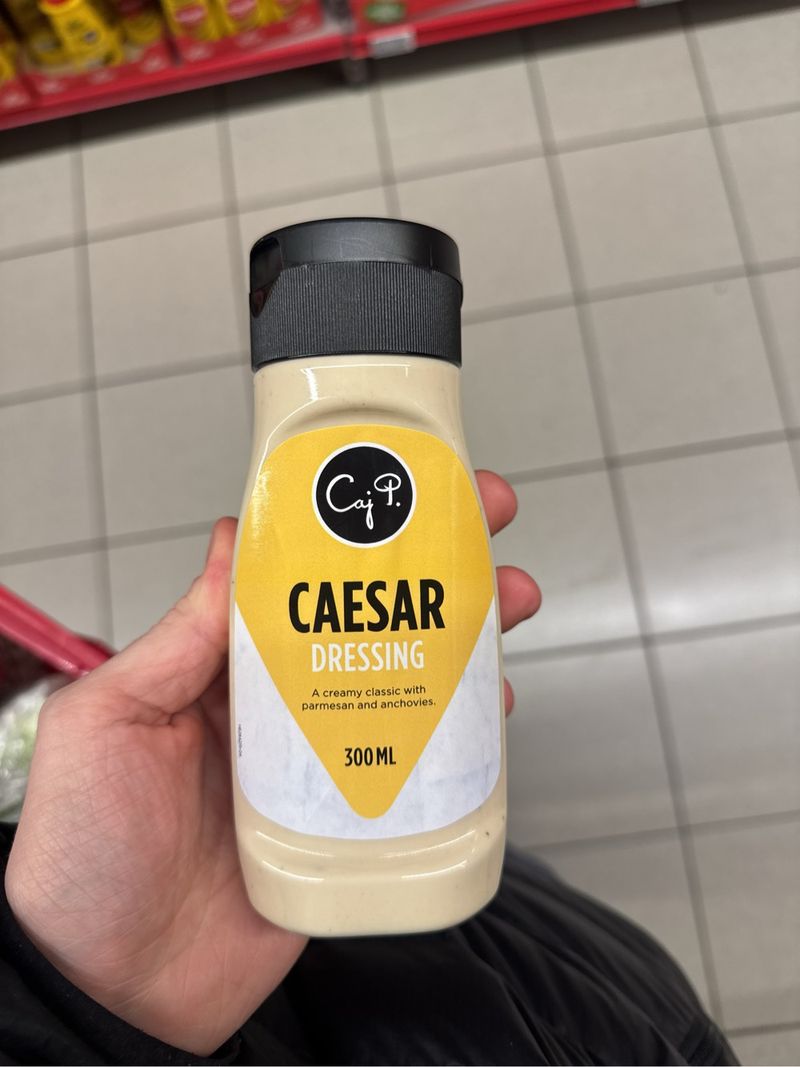 Caj P.
CAESAR
DRESSING
A creamy classic with
parmesan and anchovies.
300 ML